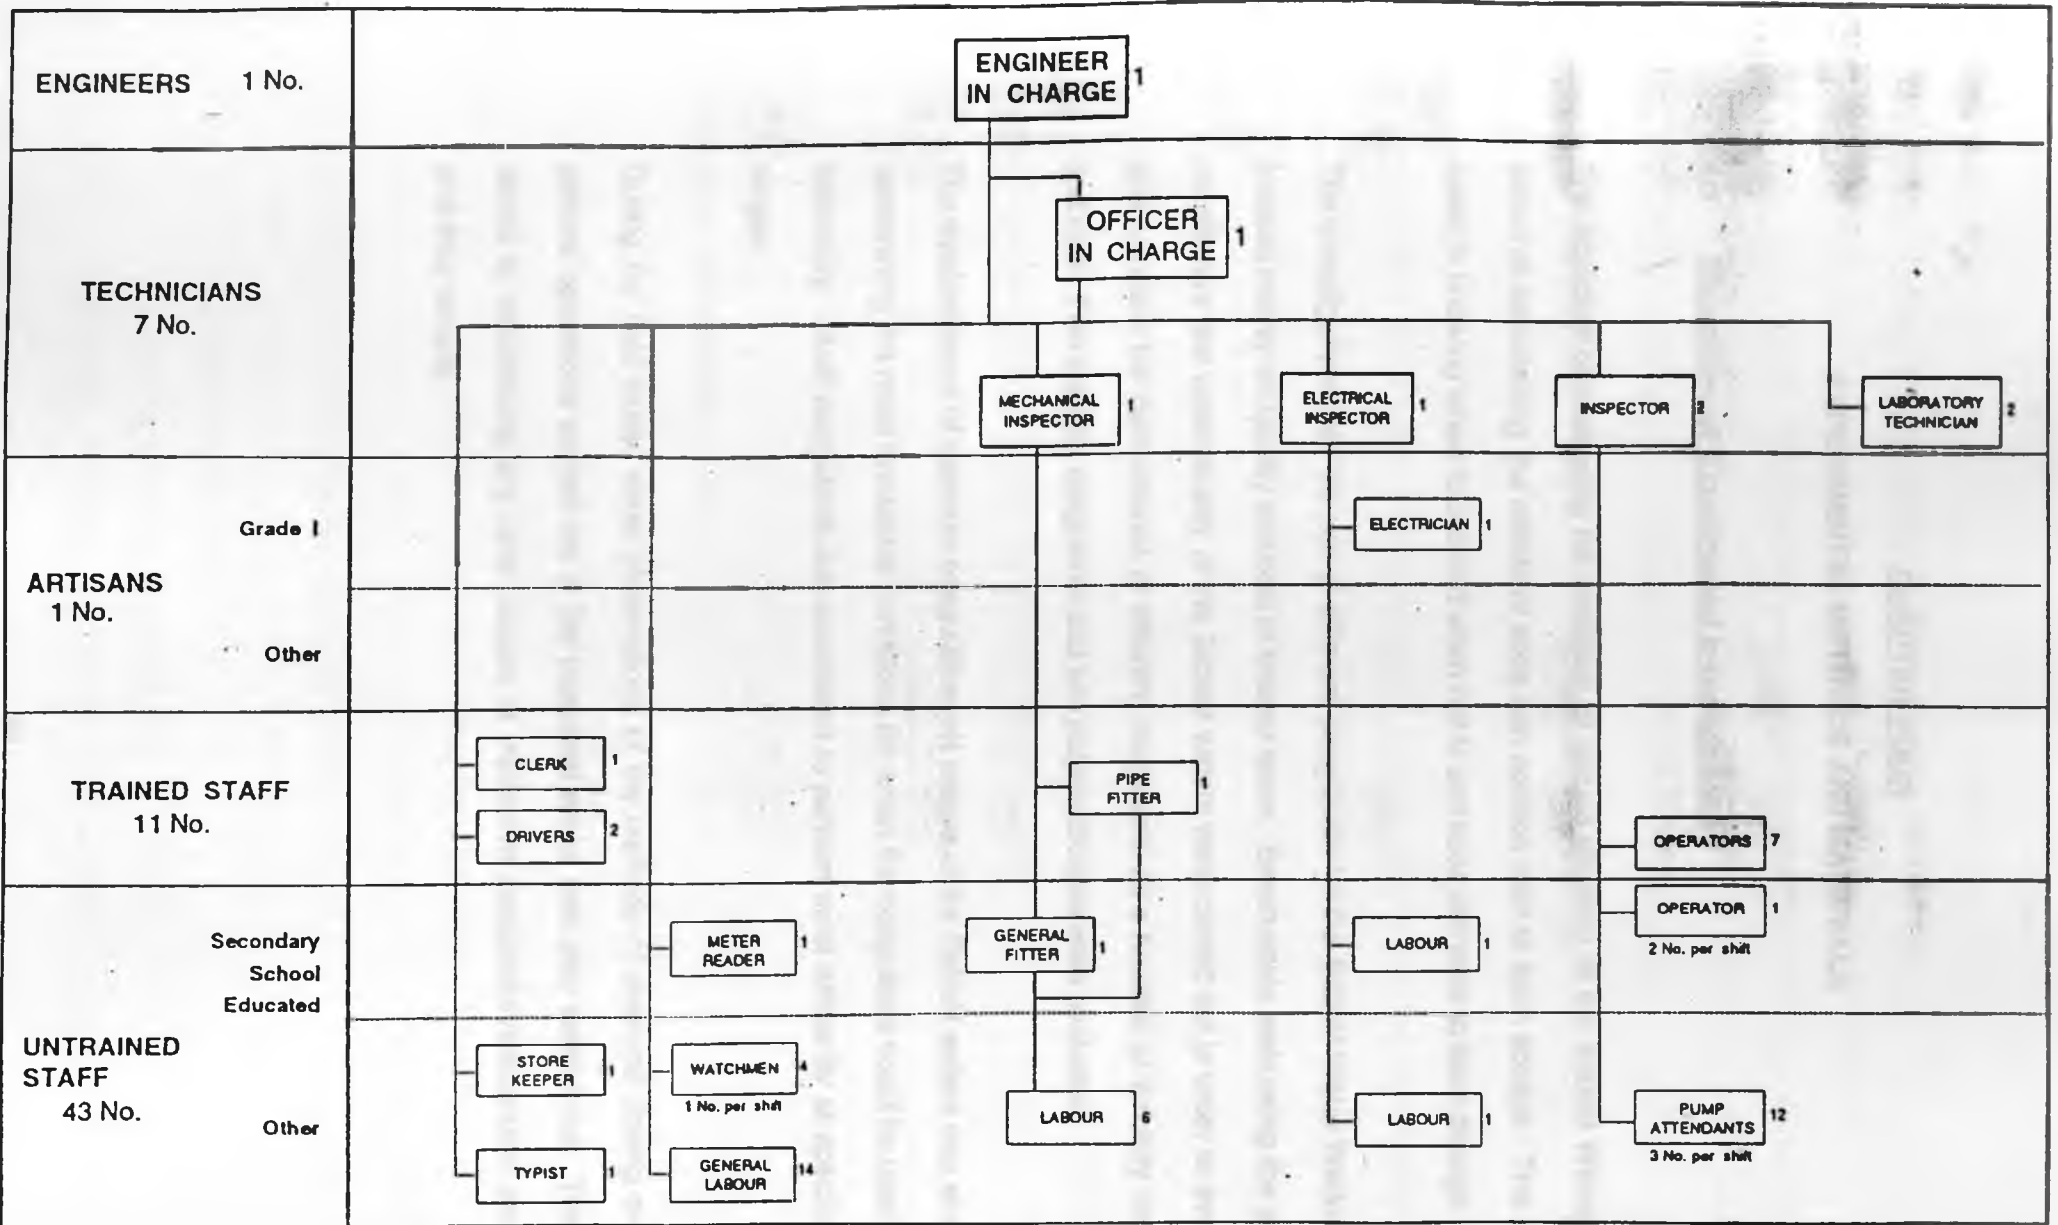 ENGINEERS 1 No.
ENGINEER
IN CHARGE
1
TECHNICIANS
7 No.
OFFICER
IN CHARGE
1
MECHANICAL
INSPECTOR
1
ELECTRICAL
INSPECTOR
1
INSPECTOR
2
LABORATORY
TECHNICIAN
2
ARTISANS
1 No.
Grade I
ELECTRICIAN
1
Other
TRAINED STAFF
11 No.
CLERK
1
DRIVERS
2
PIPE
FITTER
1
OPERATORS
7
UNTRAINED
STAFF
43 No.
Secondary
School
Educated
METER
READER
1
GENERAL
FITTER
1
LABOUR
1
OPERATOR
1
2 No. per shift
Other
STORE
KEEPER
1
TYPIST
1
WATCHMEN
4
1 No. per shift
GENERAL
LABOUR
14
LABOUR
6
LABOUR
1
PUMP
ATTENDANTS
12
3 No. per shift